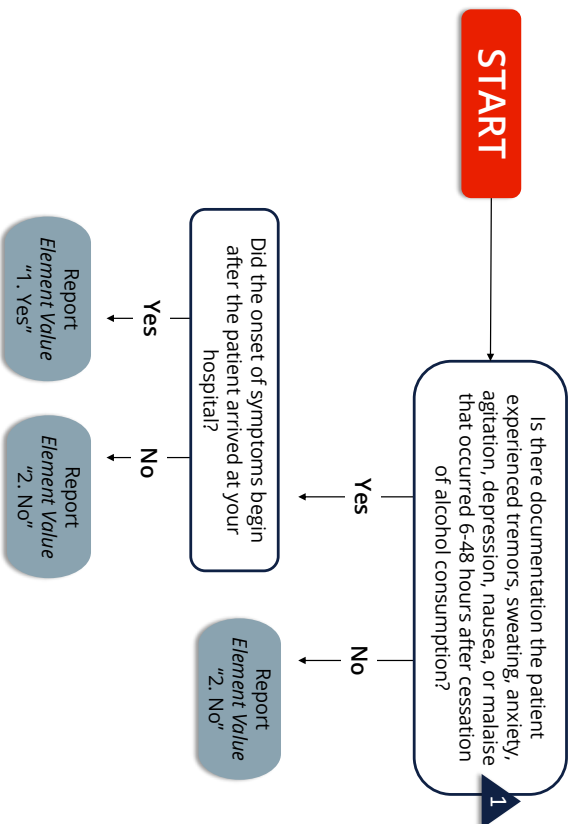 START
Is there documentation the patient
experienced tremors, sweating, anxiety,
agitation, depression, nausea, or malaise
that occurred 6-48 hours after cessation
of alcohol consumption?
1
Yes
No
Did the onset of symptoms begin
after the patient arrived at your
hospital?
Report
Element Value
“2. No”
Yes
No
Report
Element Value
“1. Yes”
Report
Element Value
“2. No”